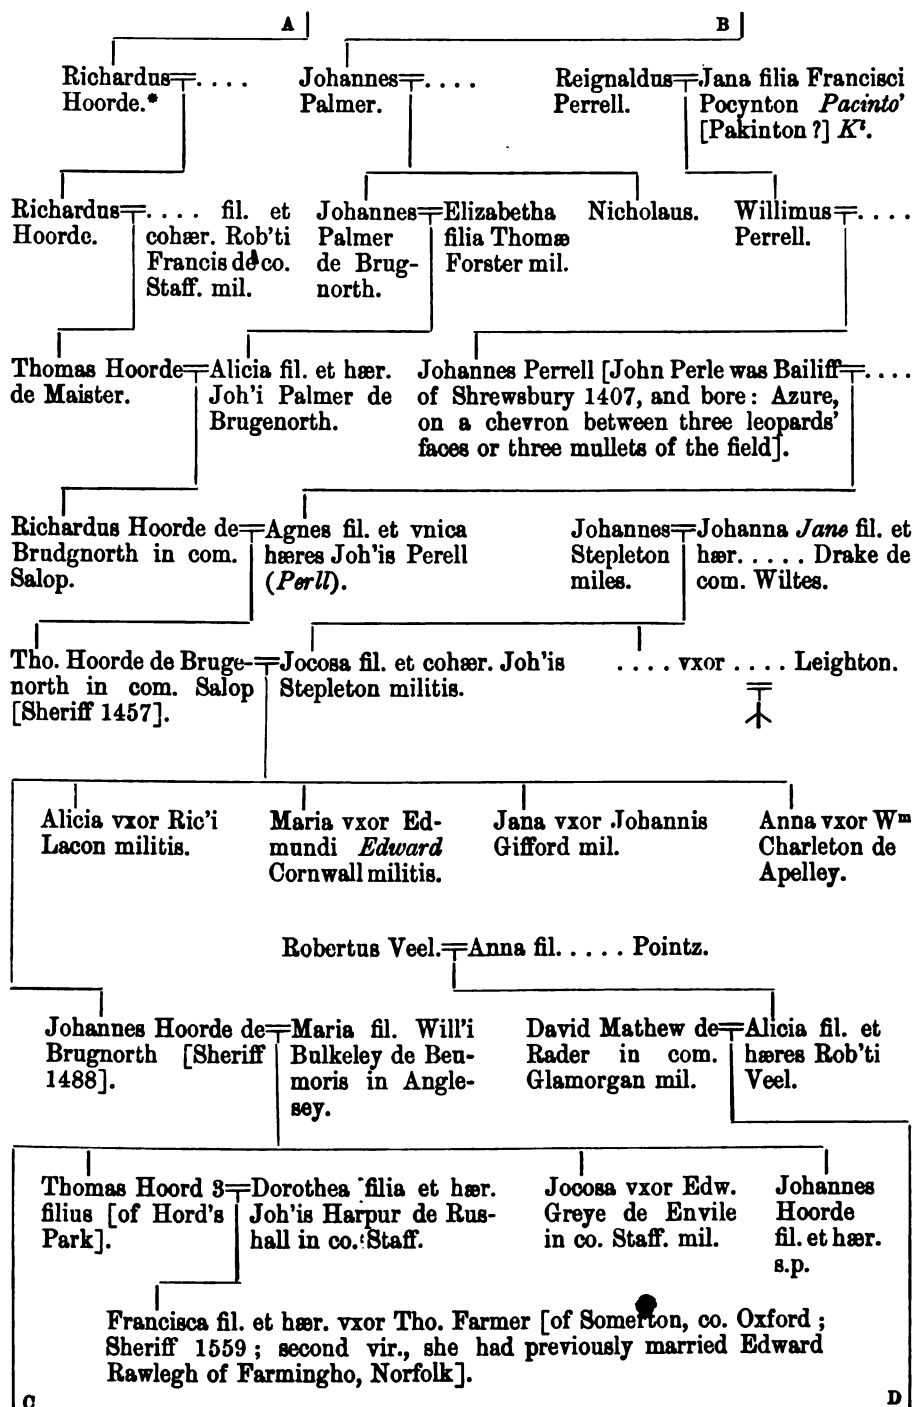 A B
Richardus . . . .
Hoorde.*
Johannes . . . .
Palmer.
Reignaldus Jana filia Francisci
Perrell. Pocynton Pacinto'
[Pakinton ?] Kt.
Richardus . . . . fil. et
Hoorde. cohær. Rob'ti
Francis de co.
Staff. mil.
Johannes Elizabetha
Palmer filia Thomæ
de Brug- Forster mil.
north.
Nicholaus.
Willimus . . . .
Perrell.
Thomas Hoorde Alicia fil. et hær.
de Maister. Joh'i Palmer de
Brugenorth.
Johannes Perrell [John Perle was Bailiff . . . .
of Shrewsbury 1407, and bore: Azure,
on a chevron between three leopards'
faces or three mullets of the field].
Richardus Hoorde de Agnes fil. et vnica
Brudgnorth in com. hæres Joh'is Perell
Salop. (Perll).
Johannes Johanna Jane fil. et
Stepleton hær. . . . . Drake de
miles. com. Wiltes.
Tho. Hoorde de Bruge- Jocosa fil. et cohær. Joh'is
north in com. Salop Stepleton militis.
[Sheriff 1457].
. . . . vxor . . . . Leighton.
Alicia vxor Ric'i
Lacon militis.
Maria vxor Ed-
mundi Edward
Cornwall militis.
Jana vxor Johannis
Gifford mil.
Anna vxor Wm
Charleton de
Apelley.
Robertus Veel. Anna fil. . . . . Pointz.
Johannes Hoorde de Maria fil. Will'i
Brugnorth [Sheriff Bulkeley de Beu-
1488]. moris in Angle-
sey.
David Mathew de Alicia fil. et
Rader in com. hæres Rob'ti
Glamorgan mil. Veel.
Thomas Hoord 3 Dorothea filia et hær.
filius [of Hord's Joh'is Harpur de Rus-
Park]. hall in co. Staff.
Jocosa vxor Edw.
Greye de Envile
in co. Staff. mil.
Johannes
Hoorde
fil. et hær.
s.p.
Francisca fil. et hær. vxor Tho. Farmer [of Somerton, co. Oxford ;
Sheriff 1559 ; second vir., she had previously married Edward
Rawlegh of Farmingho, Norfolk].
C D